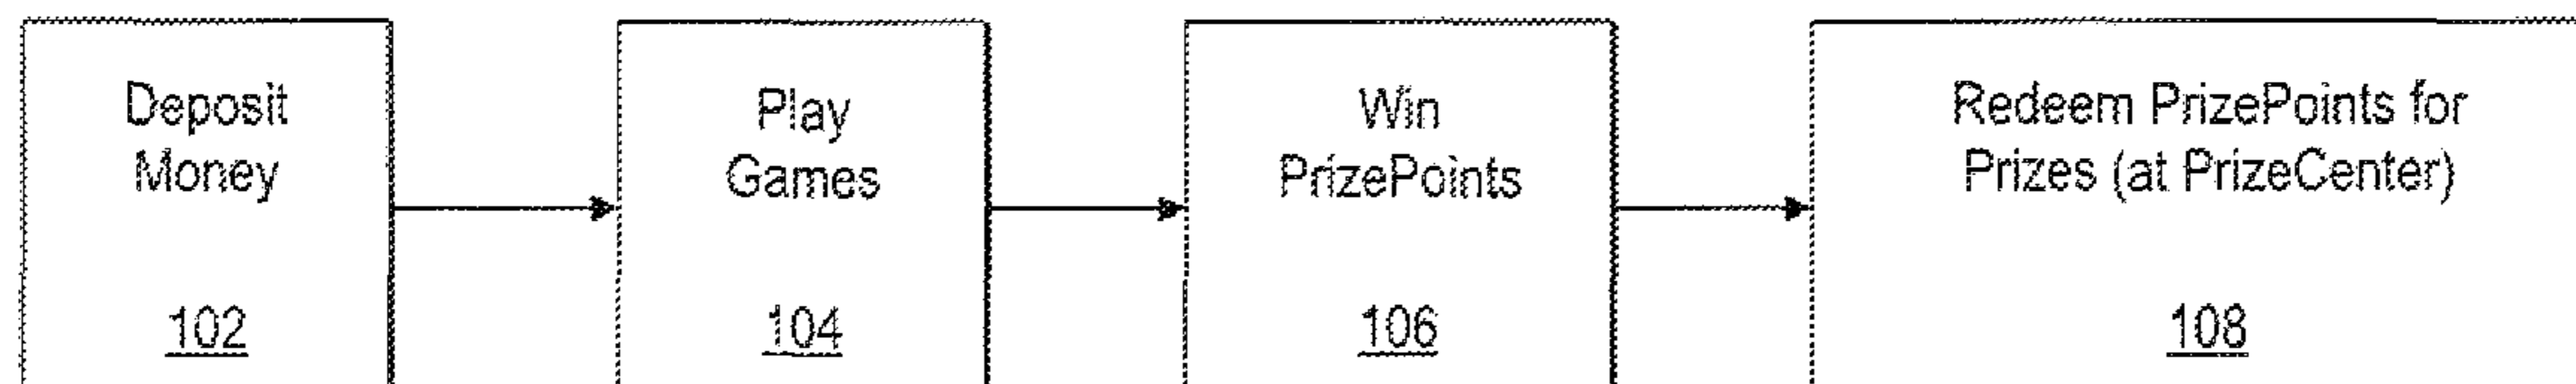 Deposit
Money
102
Play
Games
104
Win
PrizePoints
106
Redeem PrizePoints for
Prizes (at PrizeCenter)
108